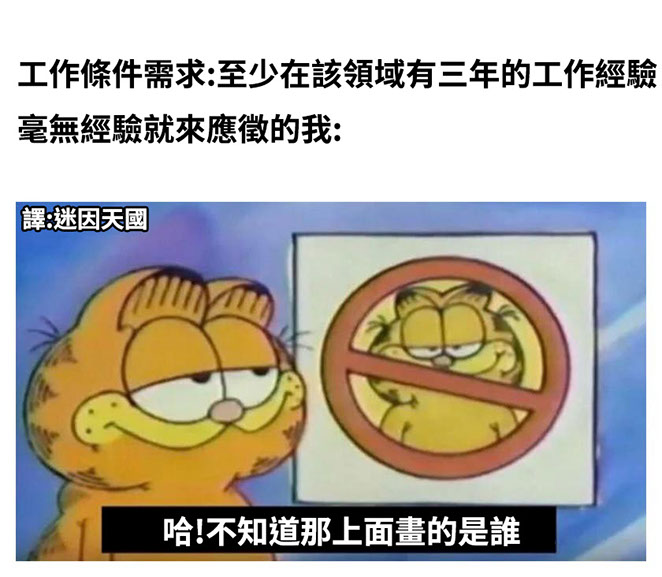 工作條件需求:至少在該領域有三年的工作經驗
毫無經驗就來應徵的我:
譯:迷因天國
哈!不知道那上面畫的是誰